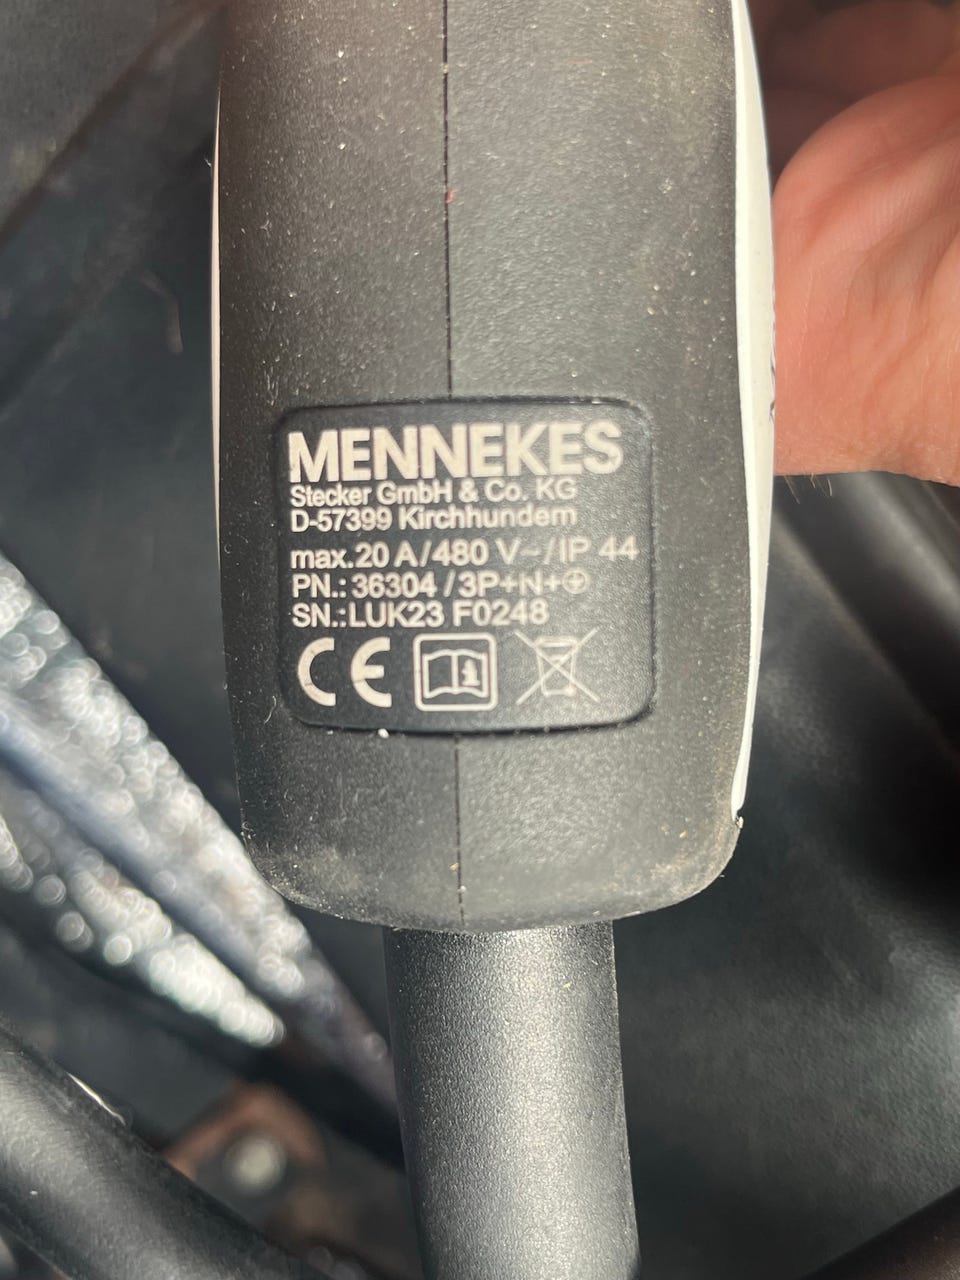 MENNEKES
Stecker GmbH & Co. KG
D-57399 Kirchhundem
max. 20 A/480 V~/IP 44
PN.: 36304 /3P+N+⏚
SN.:LUK23 F0248
CE